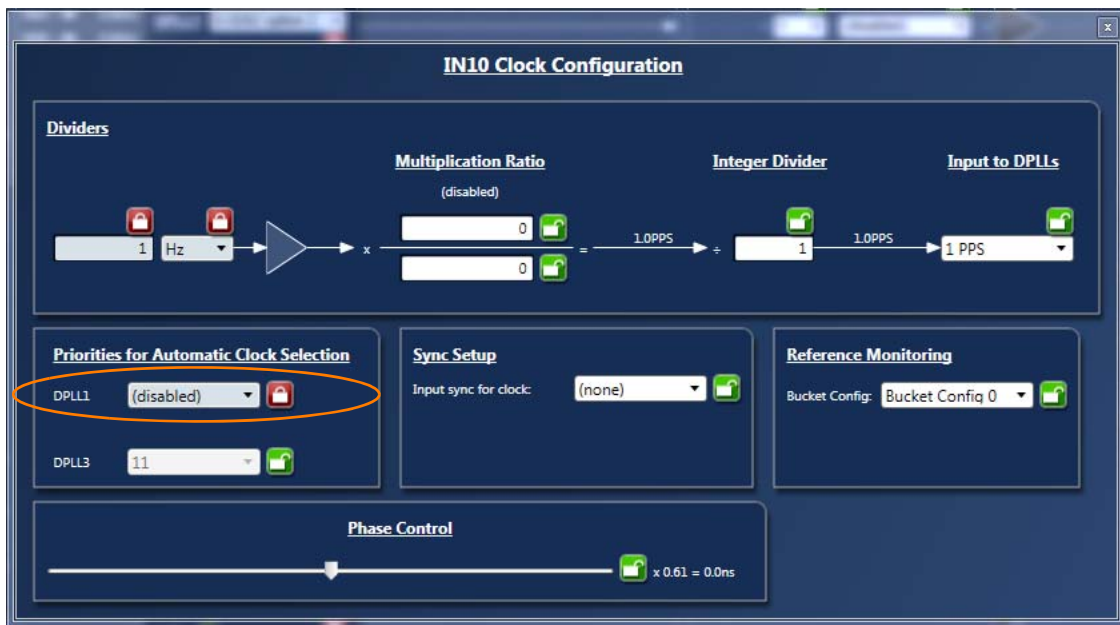 x
IN10 Clock Configuration
Dividers
Multiplication Ratio
Integer Divider
Input to DPLLs
(disabled)
1 Hz x 0 = 1.0PPS ÷ 1 1.0PPS 1 PPS
0
Priorities for Automatic Clock Selection
DPLL1 (disabled)
DPLL3 11
Sync Setup
Input sync for clock: (none)
Reference Monitoring
Bucket Config: Bucket Config 0
Phase Control
x 0.61 = 0.0ns